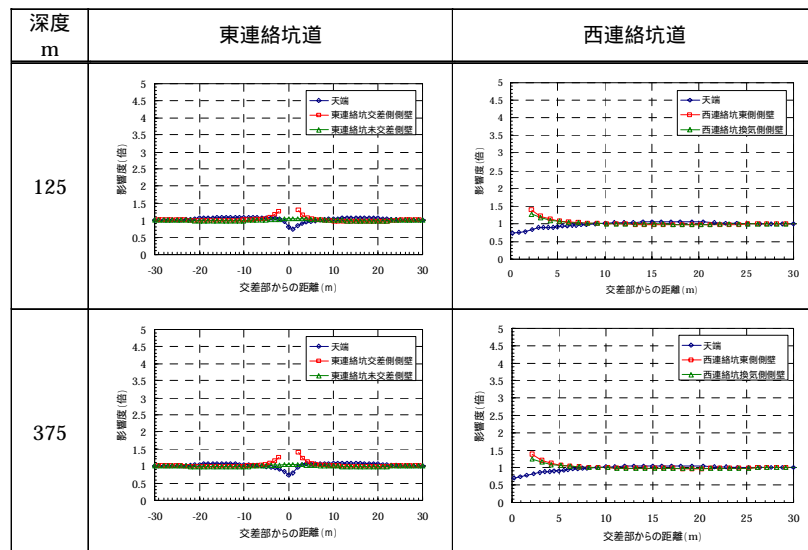 深度
m
東連絡坑道
西連絡坑道
125
5
4.5
4
3.5
3
2.5
2
1.5
1
0.5
0
影響度(倍)
天端
東連絡坑交差側側壁
東連絡坑未交差側側壁
-30 -20 -10 0 10 20 30
交差部からの距離(m)
5
4.5
4
3.5
3
2.5
2
1.5
1
0.5
0
影響度(倍)
天端
西連絡坑東側側壁
西連絡坑換気側側壁
0 5 10 15 20 25 30
交差部からの距離(m)
375
5
4.5
4
3.5
3
2.5
2
1.5
1
0.5
0
影響度(倍)
天端
東連絡坑交差側側壁
東連絡坑未交差側壁
-30 -20 -10 0 10 20 30
交差部からの距離(m)
5
4.5
4
3.5
3
2.5
2
1.5
1
0.5
0
影響度(倍)
天端
西連絡坑東側側壁
西連絡坑換気側側壁
0 5 10 15 20 25 30
交差部からの距離(m)